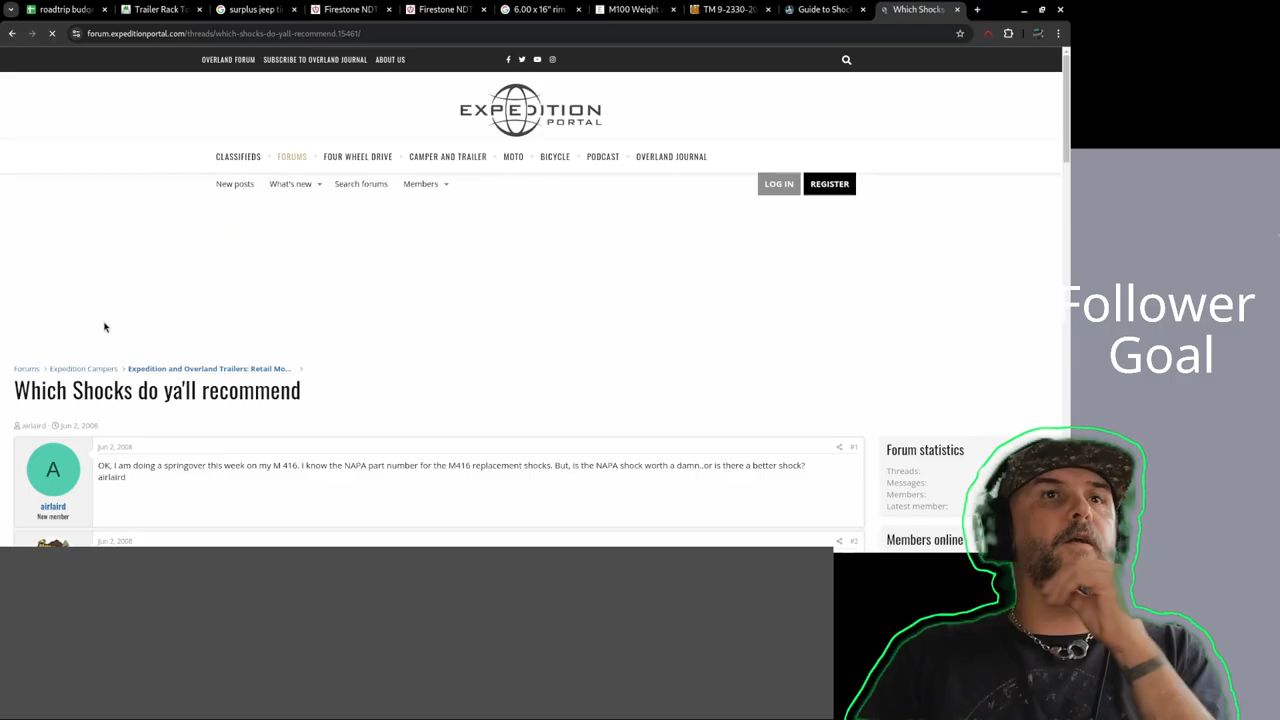 roadtrip budg
Trailer Rack To
surplus jeep tie
Firestone NDT
Firestone NDT
6.00 x 16" rim
M100 Weight
TM 9-2330-20
Guide to Shoc
Which Shocks
forum.expeditionportal.com/threads/which-shocks-do-yall-recommend.15461/
OVERLAND FORUM SUBSCRIBE TO OVERLAND JOURNAL ABOUT US
EXPEDITION
PORTAL
CLASSIFIEDS FORUMS FOUR WHEEL DRIVE CAMPER AND TRAILER MOTO BICYCLE PODCAST OVERLAND JOURNAL
New posts What's new Search forums Members
LOG IN REGISTER
Follower
Goal
Forums Expedition Campers Expedition and Overland Trailers: Retail Mo...
Which Shocks do ya'll recommend
airlaird Jun 2, 2008
A
airlaird
New member
Jun 2, 2008 #1
OK, I am doing a springover this week on my M 416. I know the NAPA part number for the M416 replacement shocks. But, is the NAPA shock worth a damn..or is there a better shock?
airlaird
Jun 2, 2008 #2
Forum statistics
Threads:
Messages:
Members:
Latest member:
Members online